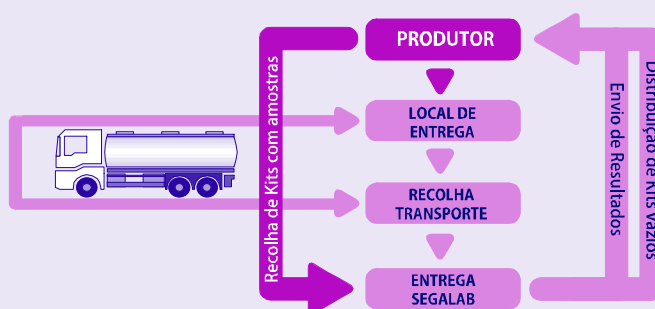 PRODUTOR
LOCAL DE
ENTREGA
RECOLHA
TRANSPORTE
ENTREGA
SEGALAB
Recolha de Kits com amostras
Envio de Resultados
Distribuição de Kits Vazios